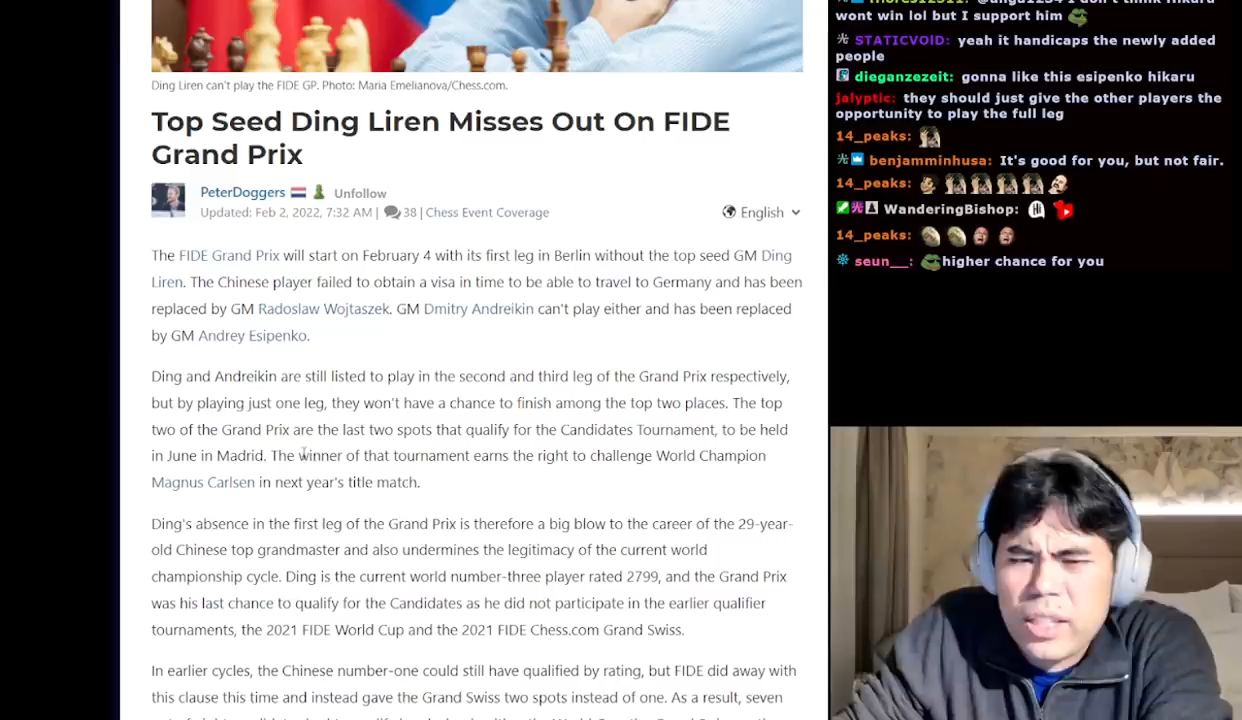 Ding Liren can't play the FIDE GP. Photo: Maria Emelianova/Chess.com.
Top Seed Ding Liren Misses Out On FIDE
Grand Prix
PeterDoggers Unfollow
Updated: Feb 2, 2022, 7:32 AM | 38 | Chess Event Coverage
English
The FIDE Grand Prix will start on February 4 with its first leg in Berlin without the top seed GM Ding
Liren. The Chinese player failed to obtain a visa in time to be able to travel to Germany and has been
replaced by GM Radoslaw Wojtaszek. GM Dmitry Andreikin can't play either and has been replaced
by GM Andrey Esipenko.
Ding and Andreikin are still listed to play in the second and third leg of the Grand Prix respectively,
but by playing just one leg, they won't have a chance to finish among the top two places. The top
two of the Grand Prix are the last two spots that qualify for the Candidates Tournament, to be held
in June in Madrid. The winner of that tournament earns the right to challenge World Champion
Magnus Carlsen in next year's title match.
Ding's absence in the first leg of the Grand Prix is therefore a big blow to the career of the 29-year-
old Chinese top grandmaster and also undermines the legitimacy of the current world
championship cycle. Ding is the current world number-three player rated 2799, and the Grand Prix
was his last chance to qualify for the Candidates as he did not participate in the earlier qualifier
tournaments, the 2021 FIDE World Cup and the 2021 FIDE Chess.com Grand Swiss.
In earlier cycles, the Chinese number-one could still have qualified by rating, but FIDE did away with
this clause this time and instead gave the Grand Swiss two spots instead of one. As a result, seven
wont win lol but I support him
STATICVOID: yeah it handicaps the newly added
people
dieganzezeit: gonna like this esipenko hikaru
jalyptic: they should just give the other players the
opportunity to play the full leg
14_peaks:
benjamminhusa: It's good for you, but not fair.
14_peaks:
WanderingBishop: HI
14_peaks:
seun__: higher chance for you